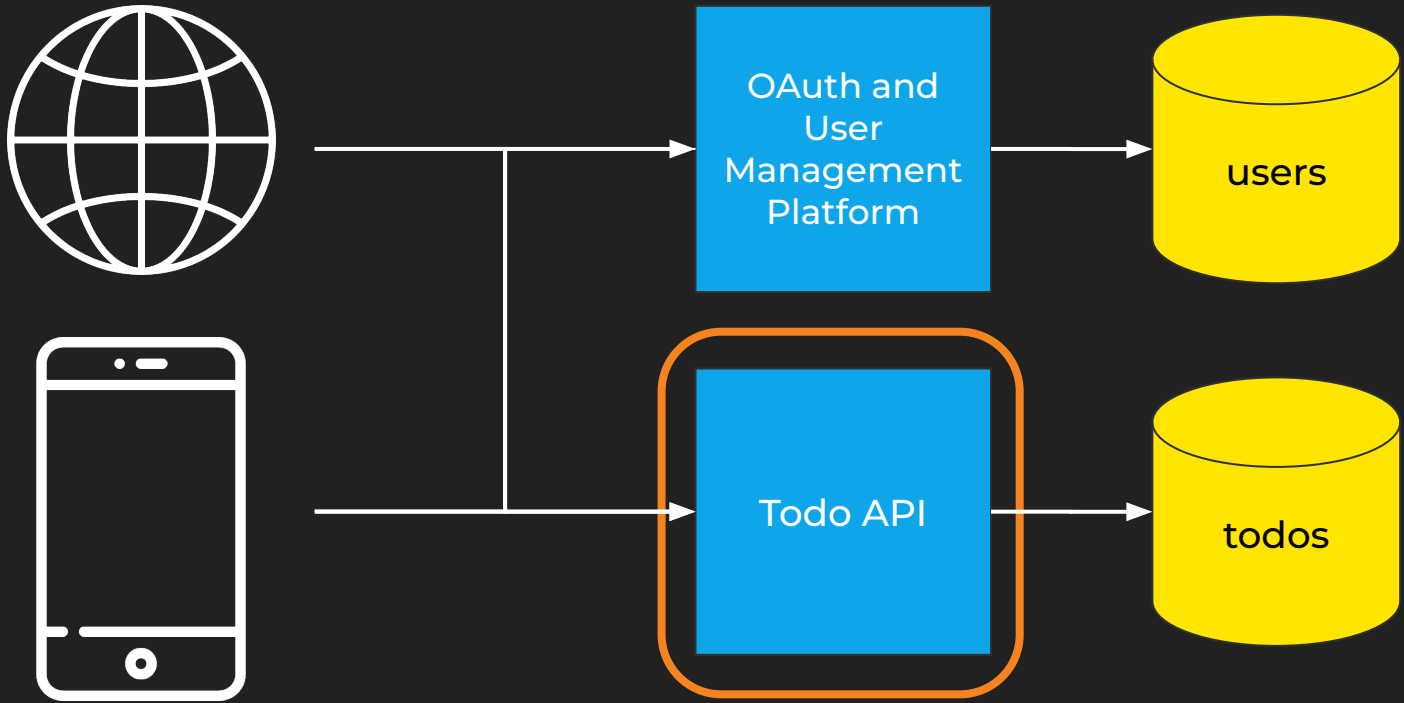 OAuth and
User
Management
Platform
users
Todo API
todos